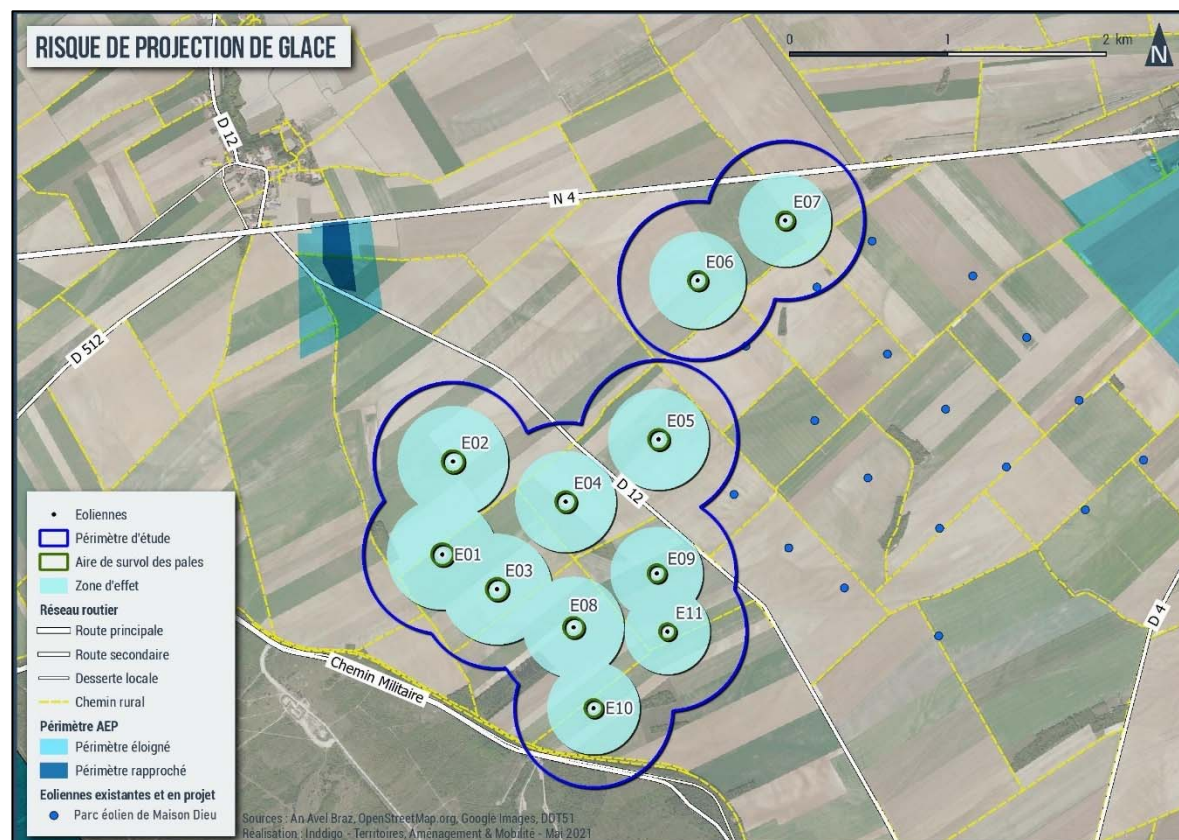 RISQUE DE PROJECTION DE GLACE
0 1 2 km
N
D 12
N 4
D 512
E07
E06
E05
E02
E04
D 12
E01
E03
E09
E08
E11
E10
Chemin Militaire
D 4
Eoliennes
Périmètre d'étude
Aire de survol des pales
Zone d'effet
Réseau routier
Route principale
Route secondaire
Desserte locale
Chemin rural
Périmètre AEP
Périmètre éloigné
Périmètre rapproché
Eoliennes existantes et en projet
Parc éolien de Maison Dieu
Sources : An Avel Braz, OpenStreetMap.org, Google Images, DDT51
Réalisation : Inddigo - Territoires, Aménagement & Mobilité - Mai 2021